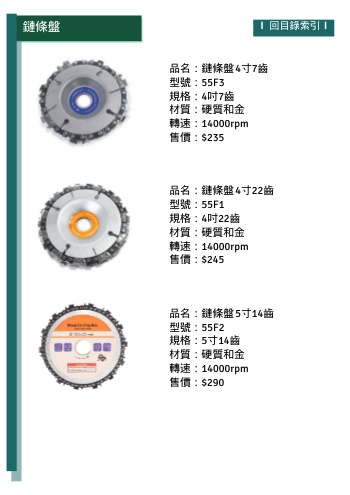 鏈條盤
回目錄索引
品名：鏈條盤4寸7齒
型號：55F3
規格：4吋7齒
材質：硬質和金
轉速：14000rpm
售價：$235
品名：鏈條盤4寸22齒
型號：55F1
規格：4吋22齒
材質：硬質和金
轉速：14000rpm
售價：$245
品名：鏈條盤5寸14齒
型號：55F2
規格：5寸14齒
材質：硬質和金
轉速：14000rpm
售價：$290